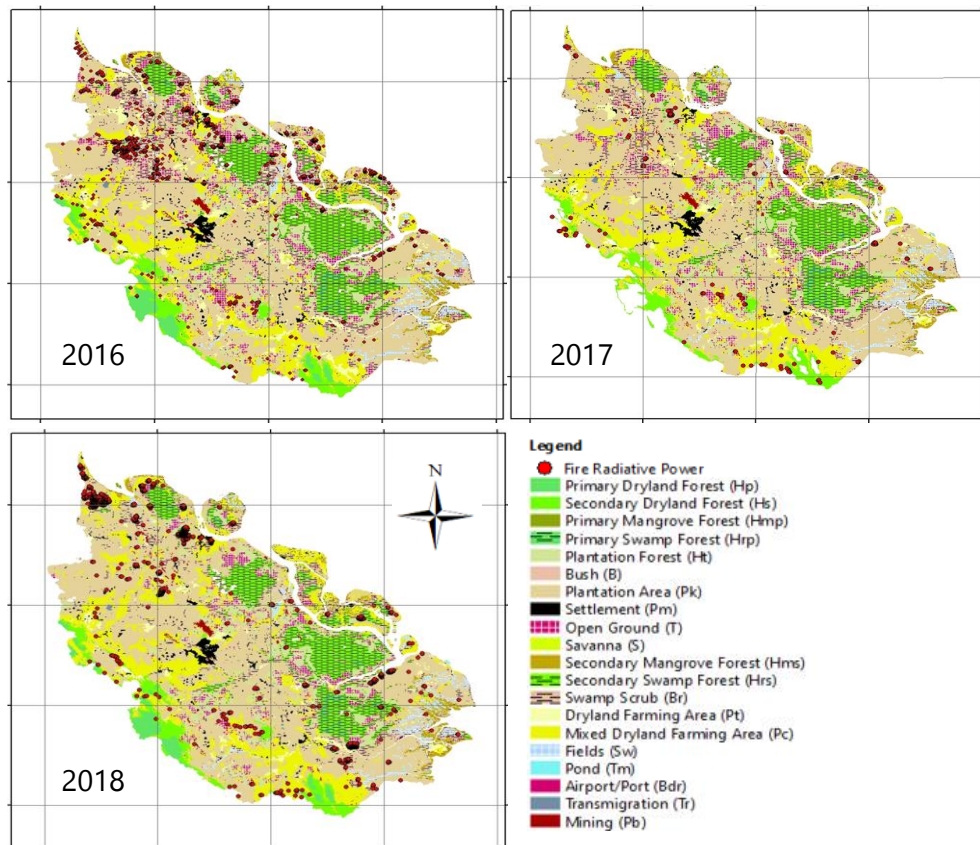 2016
2017
2018
N
Legend
Fire Radiative Power
Primary Dryland Forest (Hp)
Secondary Dryland Forest (Hs)
Primary Mangrove Forest (Hmp)
Primary Swamp Forest (Hrp)
Plantation Forest (Ht)
Bush (B)
Plantation Area (Pk)
Settlement (Pm)
Open Ground (T)
Savanna (S)
Secondary Mangrove Forest (Hms)
Secondary Swamp Forest (Hrs)
Swamp Scrub (Br)
Dryland Farming Area (Pt)
Mixed Dryland Farming Area (Pc)
Fields (Sw)
Pond (Tm)
Airport/Port (Bdr)
Transmigration (Tr)
Mining (Pb)